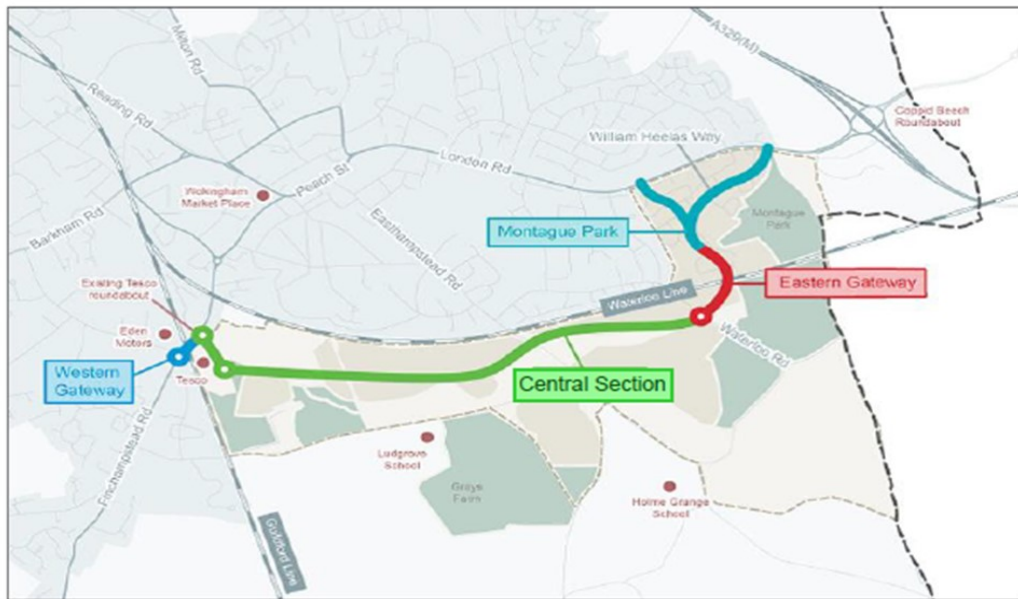 A329(M)
Milton Rd
Coppid Beech
Roundabout
Reading Rd
William Heelas Way
London Rd
Peach St
Wokingham
Market Place
Barkham Rd
Easthampstead Rd
Montague
Park
Montague Park
Existing Tesco
roundabout
Eastern Gateway
Waterloo Line
Eden
Motors
Waterloo Rd
Western
Gateway
Tesco
Central Section
Finchampstead Rd
Ludgrove
School
Grays
Farm
Holme Grange
School
Guildford Line